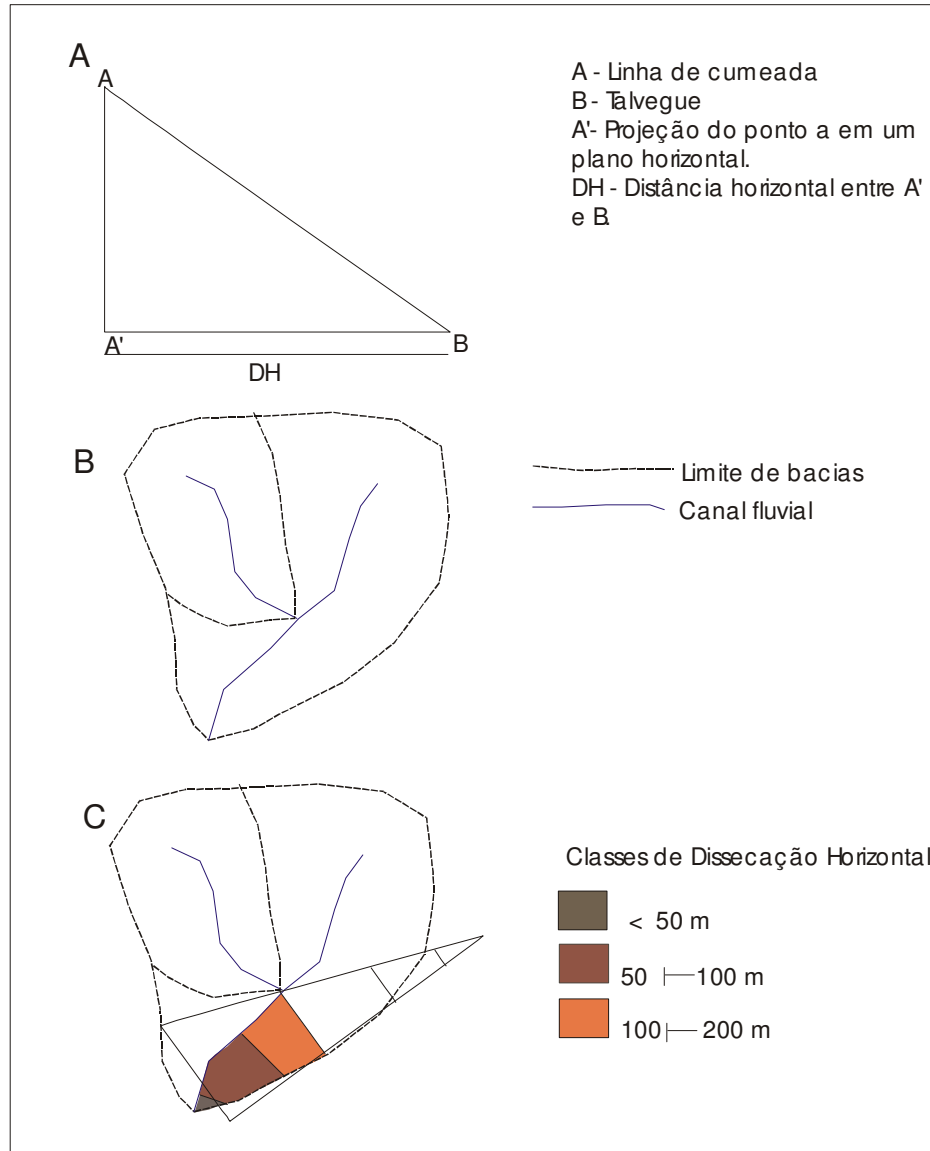 A
A
A'
B
DH
A - Linha de cumeada
B - Talvegue
A'- Projeção do ponto a em um
plano horizontal.
DH - Distância horizontal entre A'
e B.
B
Limite de bacias
Canal fluvial
C
Classes de Dissecação Horizontal
< 50 m
50 ├─ 100 m
100 ├─ 200 m